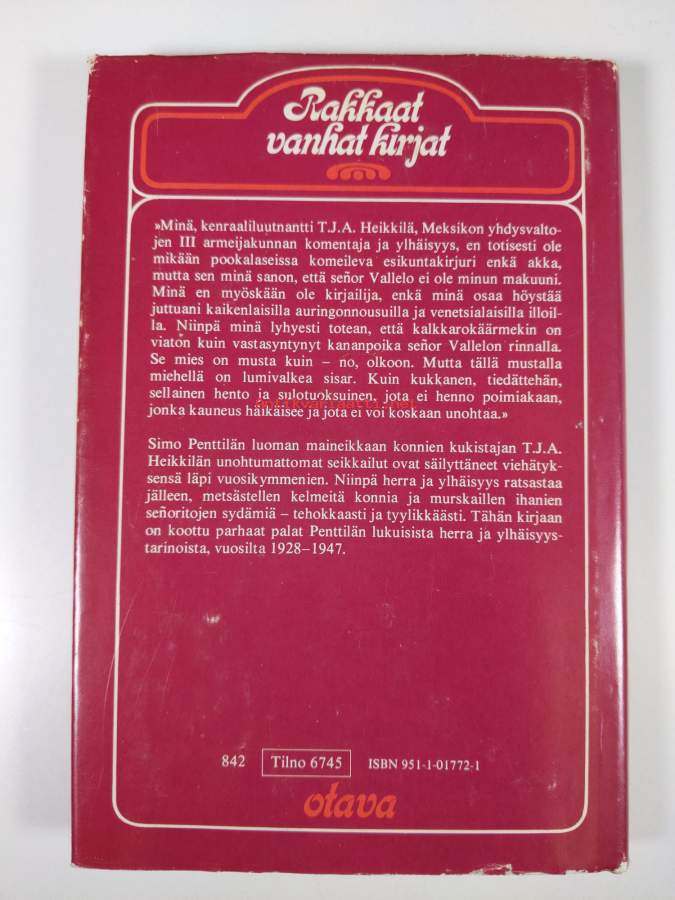 Rakkaat
vanhat kirjat
»Minä, kenraaliluutnantti T.J.A. Heikkilä, Meksikon yhdysvalto-
jen III armeijakunnan komentaja ja ylhäisyys, en totisesti ole
mikään pookalaseissa komeileva esikuntakirjuri enkä akka,
mutta sen minä sanon, että señor Vallelo ei ole minun makuuni.
Minä en myöskään ole kirjailija, enkä minä osaa höystää
juttuani kaikenlaisilla auringonnousuilla ja venetsialaisilla illoil-
la. Niinpä minä lyhyesti totean, että kalkkarokäärmekin on
viaton kuin vastasyntynyt kananpoika señor Vallelon rinnalla.
Se mies on musta kuin – no, olkoon. Mutta tällä mustalla
miehellä on lumivalkea sisar. Kuin kukkanen, tiedättehän,
sellainen hento ja sulotuoksuinen, jota ei henno poimiakaan,
antikvariaatti.net
jonka kauneus häikäisee ja jota ei voi koskaan unohtaa.»
Simo Penttilän luoman maineikkaan konnien kukistajan T.J.A.
Heikkilän unohtumattomat seikkailut ovat säilyttäneet viehätyk-
sensä läpi vuosikymmenien. Niinpä herra ja ylhäisyys ratsastaa
jälleen, metsästellen kelmeitä konnia ja murskaillen ihanien
señoritojen sydämiä – tehokkaasti ja tyylikkäästi. Tähän kirjaan
on koottu parhaat palat Penttilän lukuisista herra ja ylhäisyys-
tarinoista, vuosilta 1928–1947.
842 Tilno 6745 ISBN 951-1-01772-1
otava